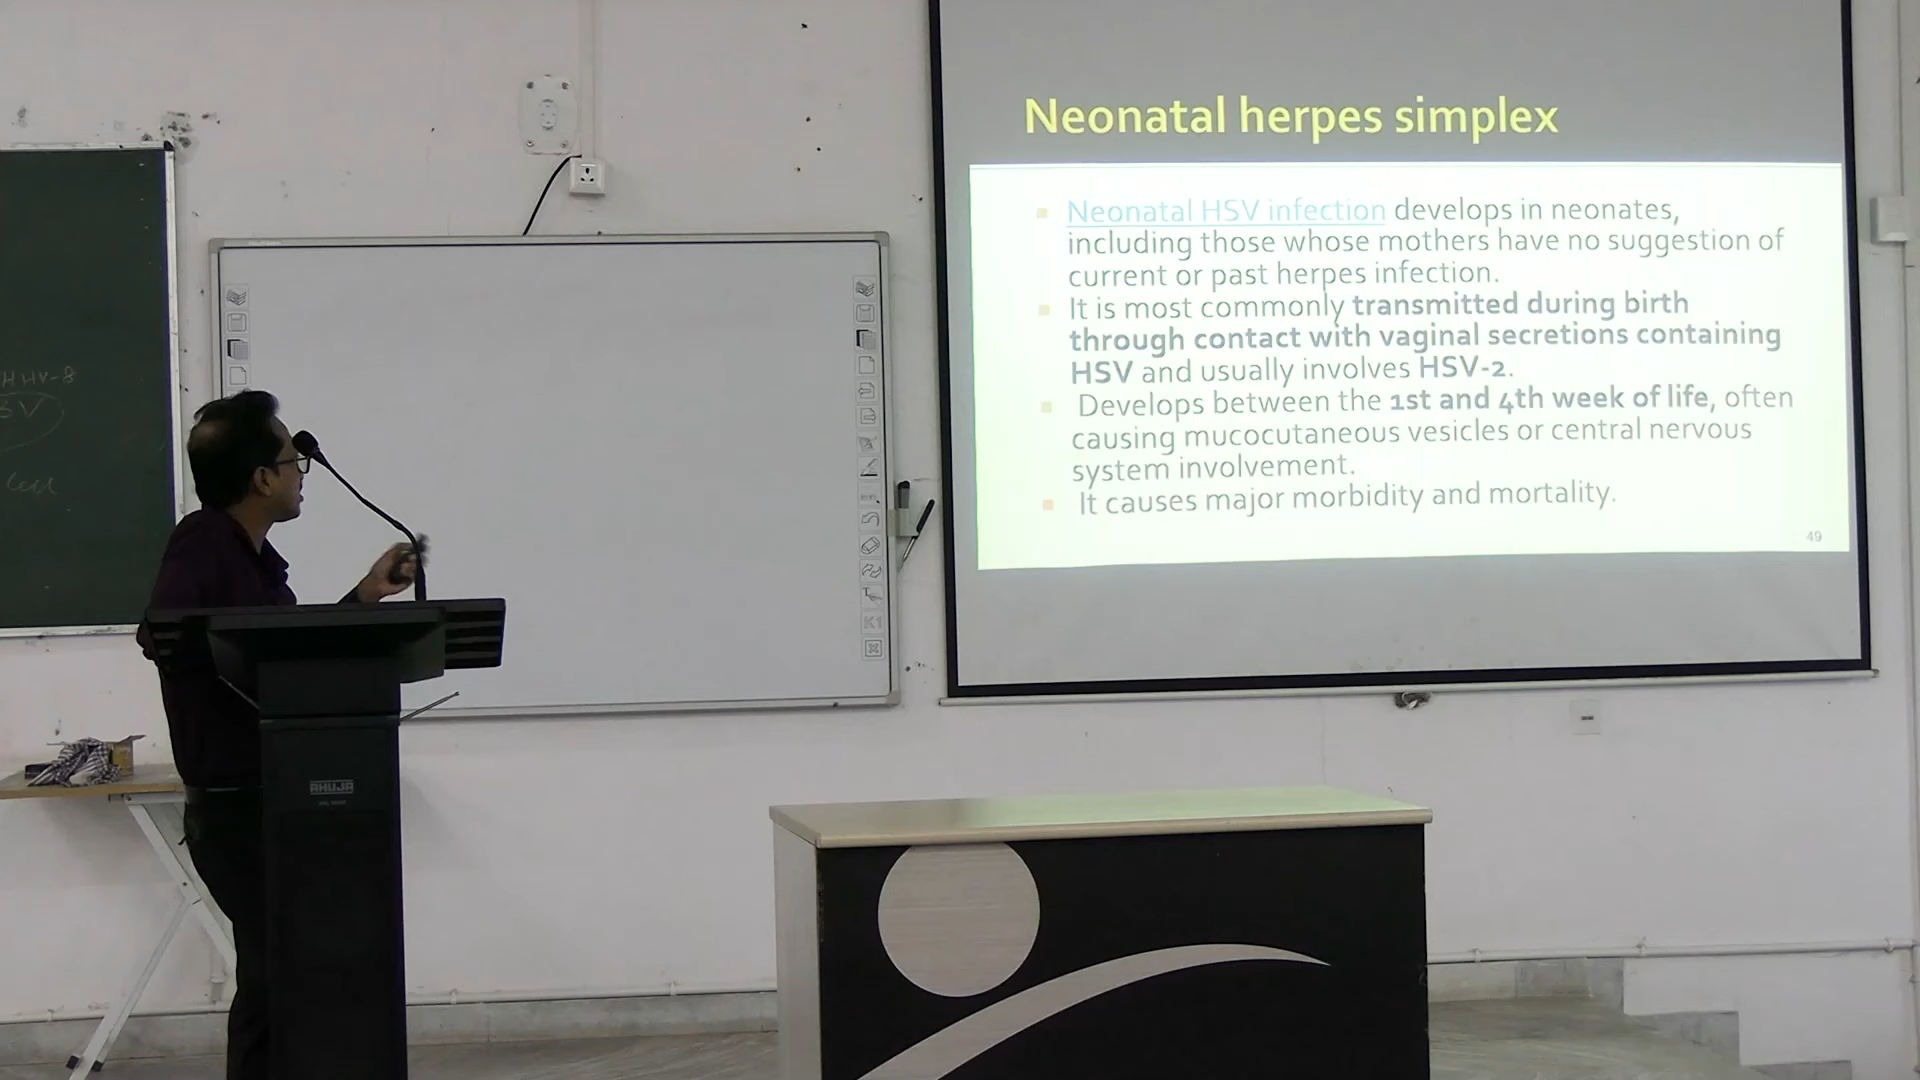 Neonatal herpes simplex
Neonatal HSV infection develops in neonates,
including those whose mothers have no suggestion of
current or past herpes infection.
It is most commonly transmitted during birth
through contact with vaginal secretions containing
HSV and usually involves HSV-2.
Develops between the 1st and 4th week of life, often
causing mucocutaneous vesicles or central nervous
system involvement.
It causes major morbidity and mortality.
49
HHV-8
SV
AHUJA
K1